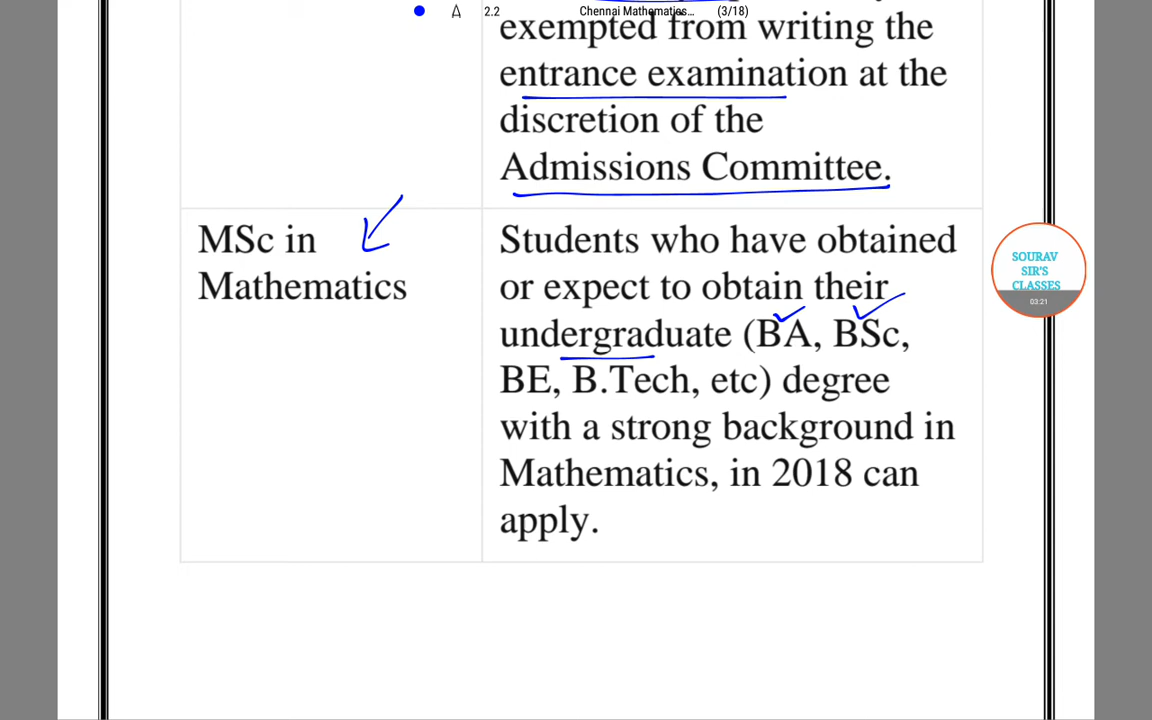 A 2.2 Chennai Mathematics... (3/18)
exempted from writing the
entrance examination at the
discretion of the
Admissions Committee.
MSc in
Mathematics
Students who have obtained
or expect to obtain their
undergraduate (BA, BSc,
BE, B.Tech, etc) degree
with a strong background in
Mathematics, in 2018 can
apply.
SOURAV
SIR'S
CLASSES
03:21